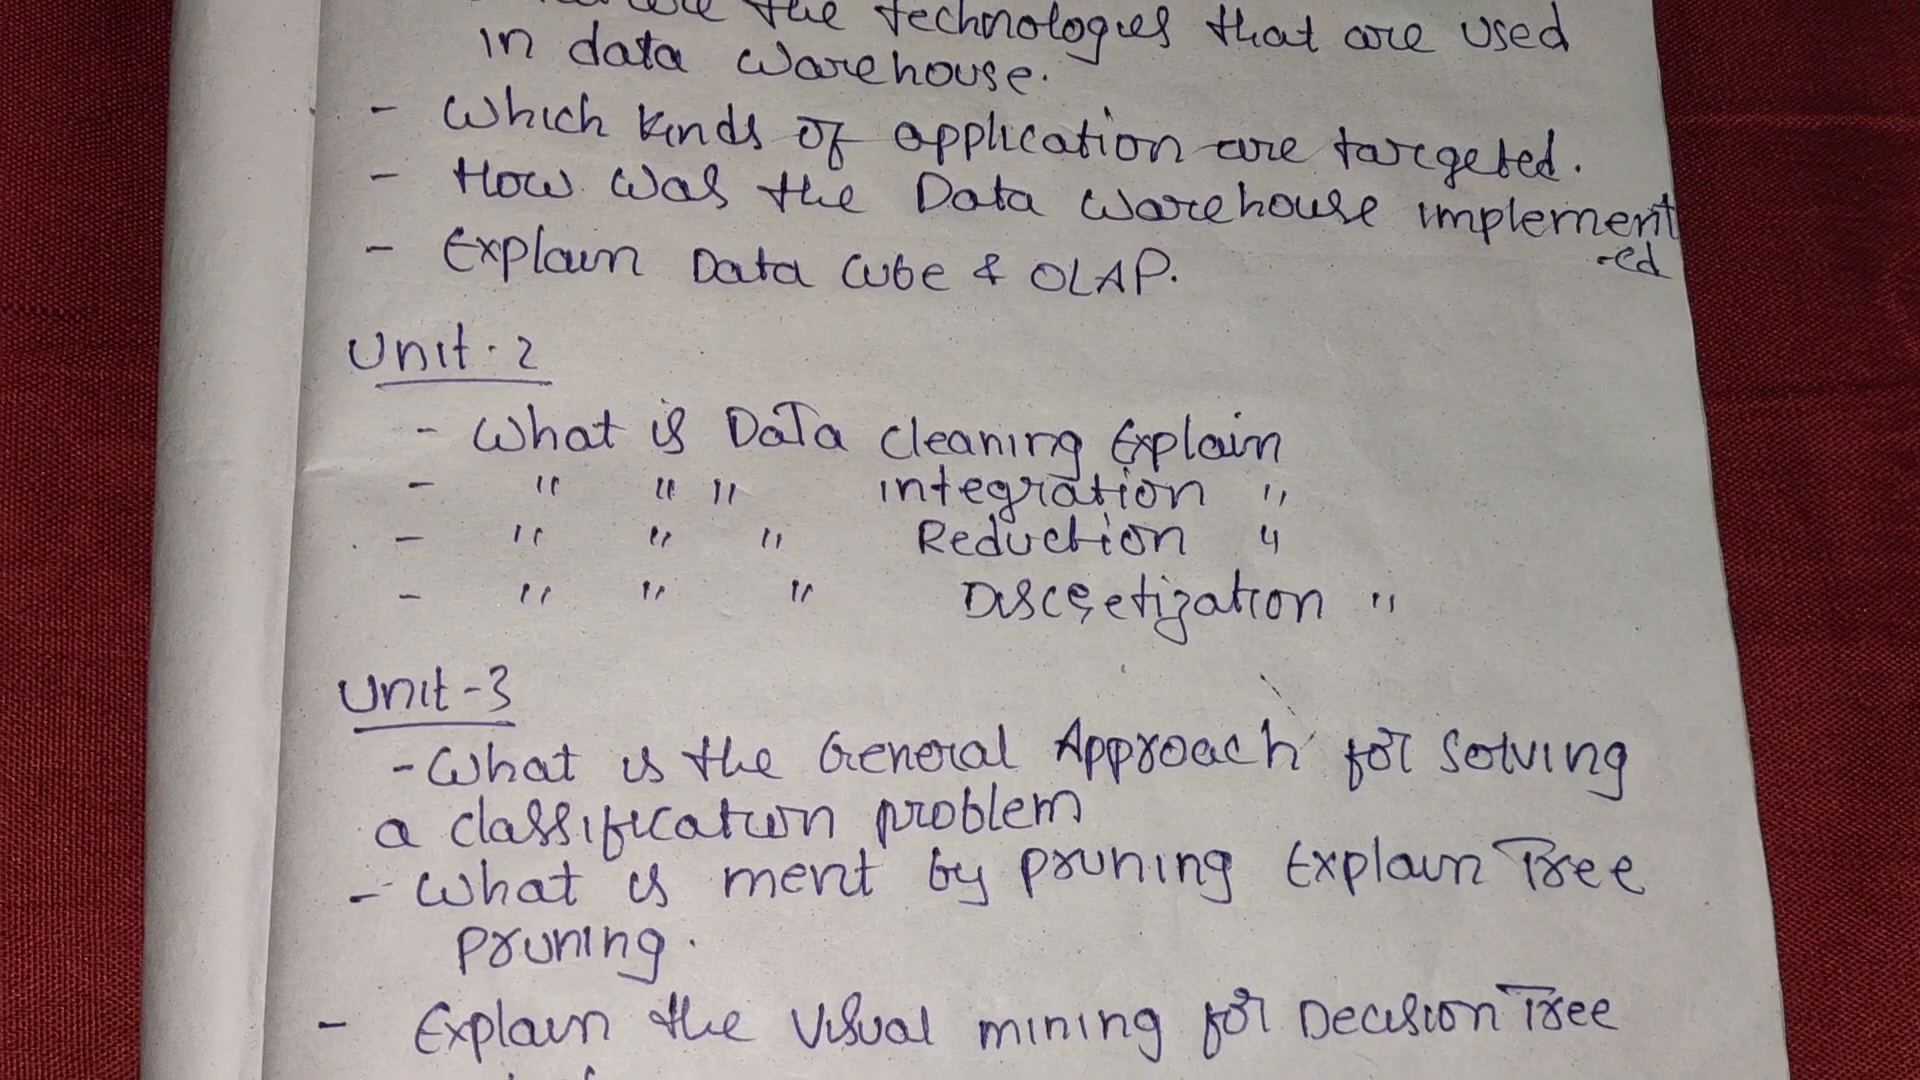 the technologies that are used
in data warehouse.
- Which kinds of application are targeted.
- How was the Data warehouse implement
-ed
- Explain Data Cube & OLAP.
Unit-2
- What is Data cleaning Explain
- " " " integration "
- " " " Reduction "
- " " " Discretization "
Unit-3
- What is the General Approach for solving
a classification problem
- What is ment by pruning Explain Tree
pruning.
- Explain the Visual mining for Decision Tree